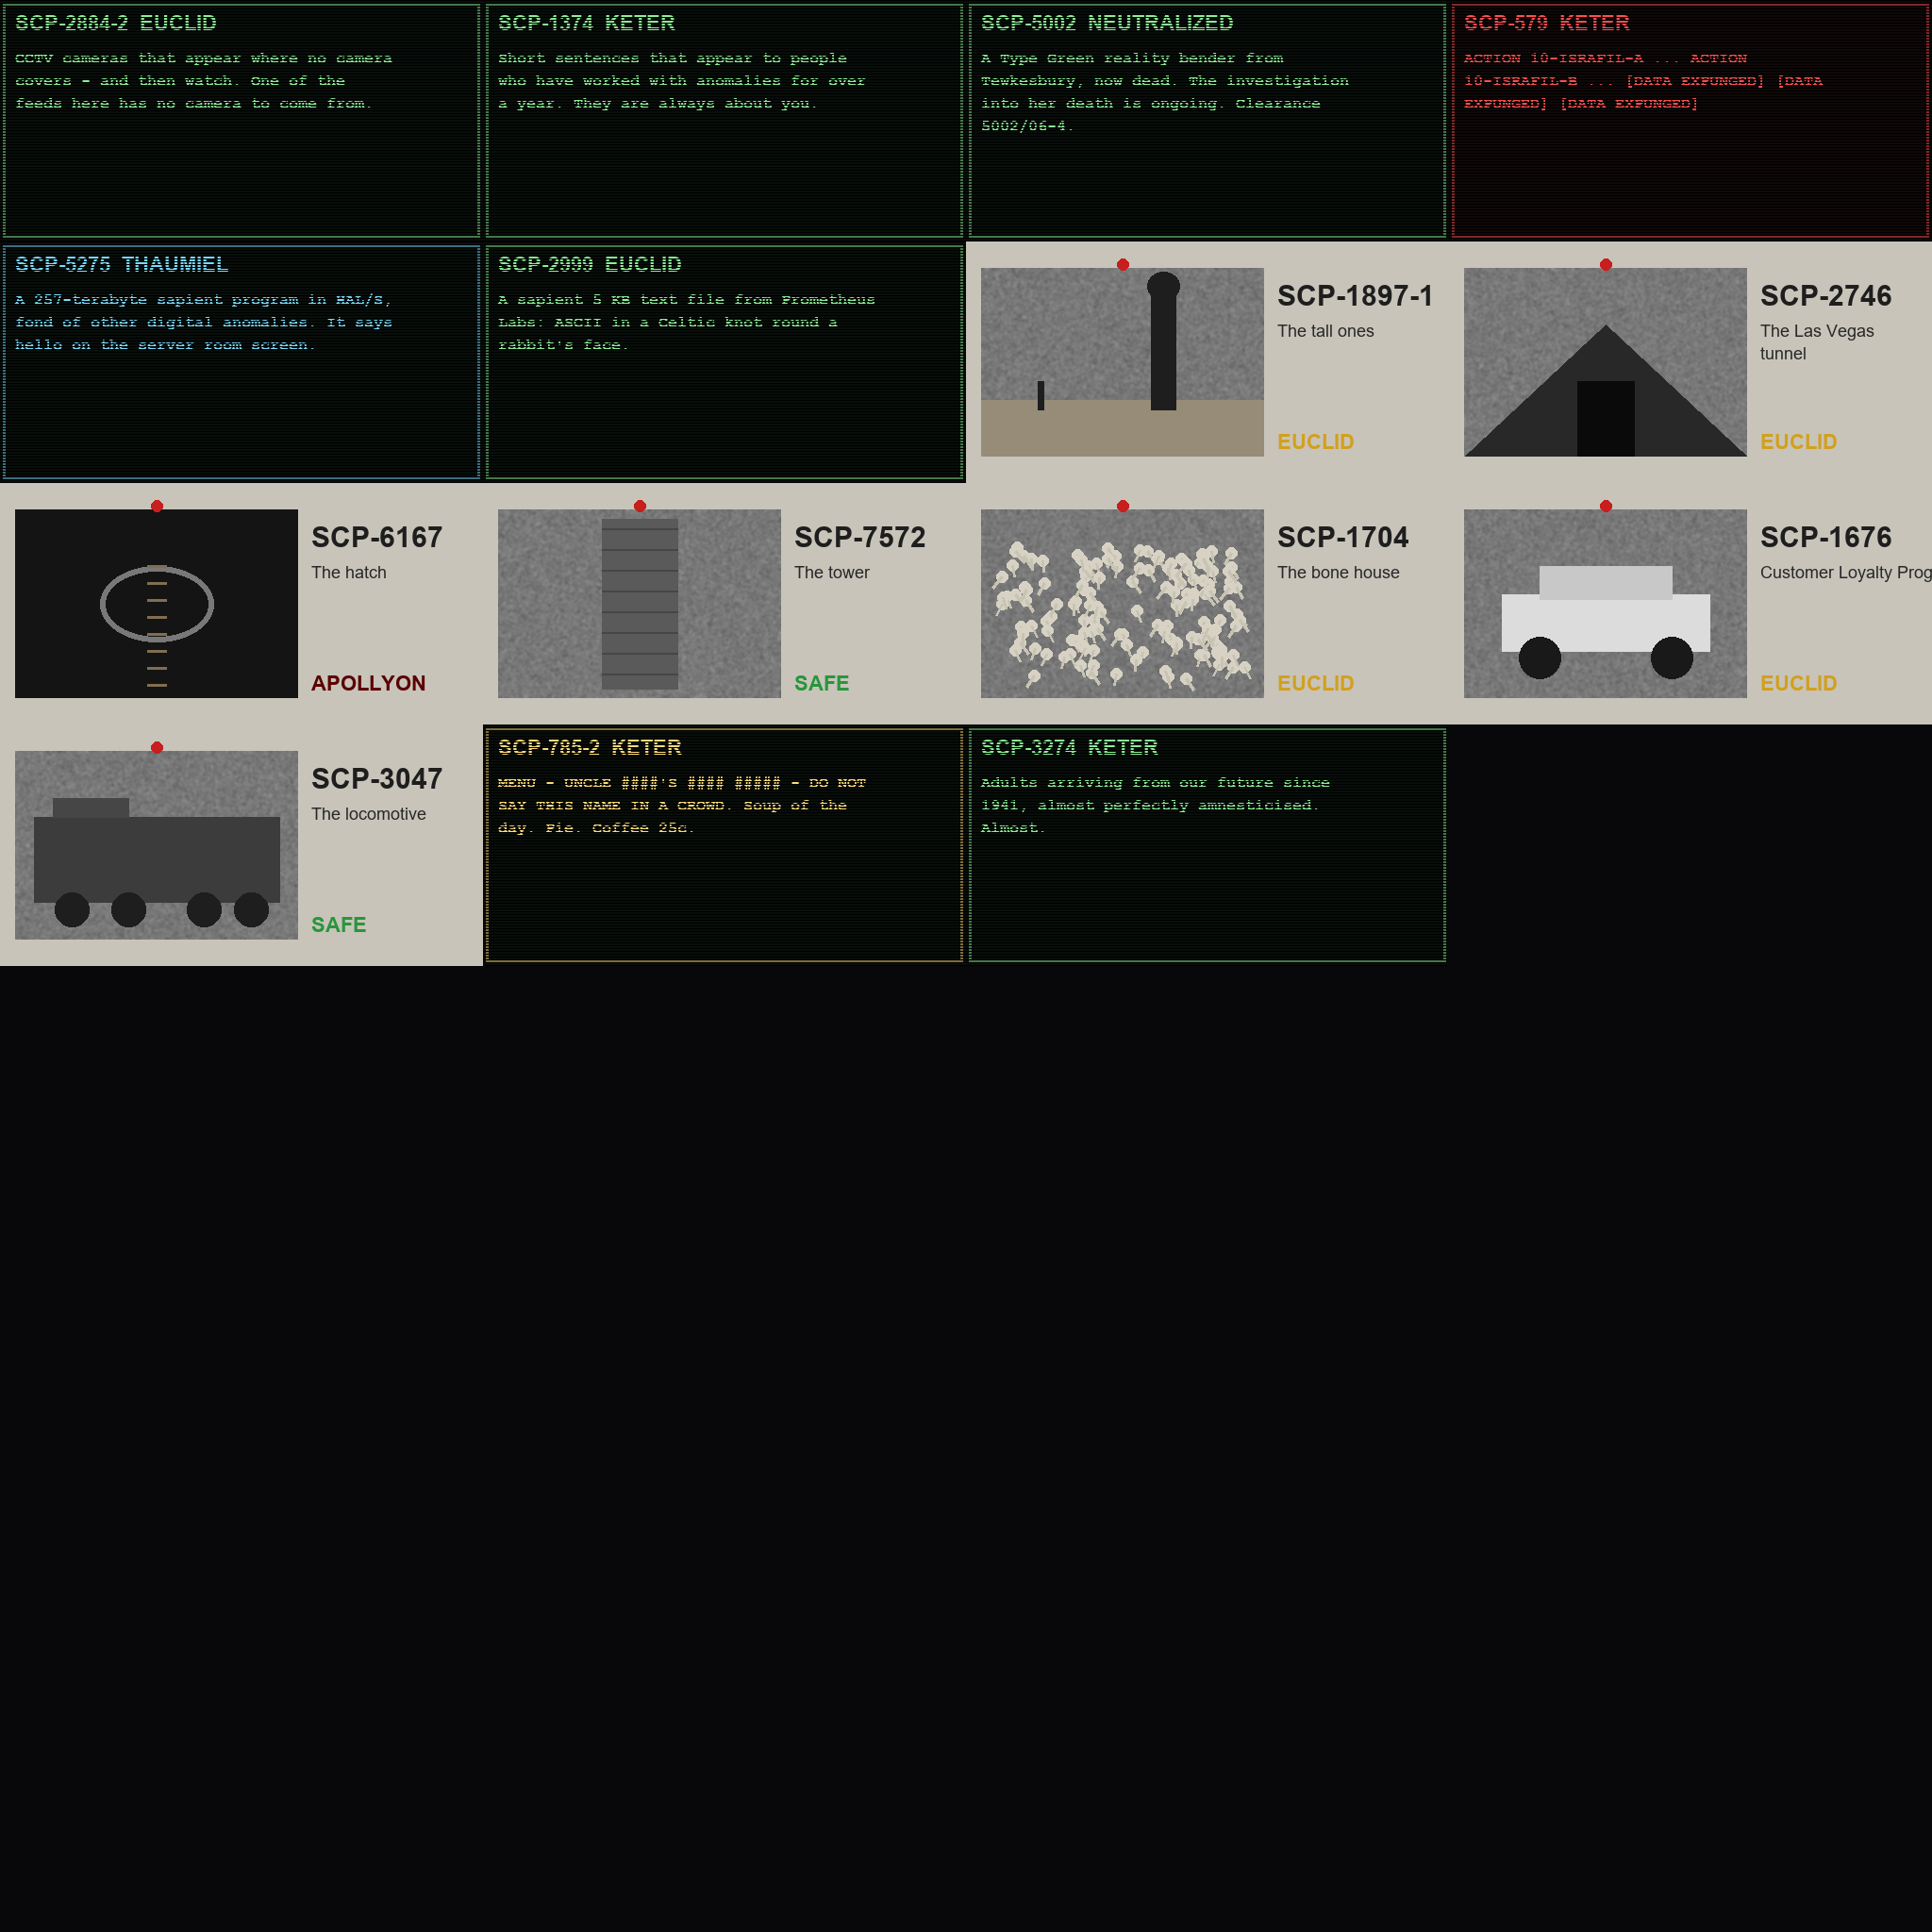 SCP-2884-2 EUCLID
CCTV cameras that appear where no camera
covers - and then watch. One of the
feeds here has no camera to come from.
SCP-1374 KETER
Short sentences that appear to people
who have worked with anomalies for over
a year. They are always about you.
SCP-5002 NEUTRALIZED
A Type Green reality bender from
Tewkesbury, now dead. The investigation
into her death is ongoing. Clearance
5002/06-4.
SCP-579 KETER
ACTION 10-ISRAFIL-A ... ACTION
10-ISRAFIL-B ... [DATA EXPUNGED] [DATA
EXPUNGED] [DATA EXPUNGED]
SCP-5275 THAUMIEL
A 257-terabyte sapient program in HAL/S,
fond of other digital anomalies. It says
hello on the server room screen.
SCP-2999 EUCLID
A sapient 5 KB text file from Prometheus
Labs: ASCII in a Celtic knot round a
rabbit's face.
SCP-1897-1
The tall ones
EUCLID
SCP-2746
The Las Vegas
tunnel
EUCLID
SCP-6167
The hatch
APOLLYON
SCP-7572
The tower
SAFE
SCP-1704
The bone house
EUCLID
SCP-1676
Customer Loyalty Prog
EUCLID
SCP-3047
The locomotive
SAFE
SCP-785-2 KETER
MENU - UNCLE ####'S #### ##### - DO NOT
SAY THIS NAME IN A CROWD. Soup of the
day. Pie. Coffee 25c.
SCP-3274 KETER
Adults arriving from our future since
1941, almost perfectly amnesticised.
Almost.